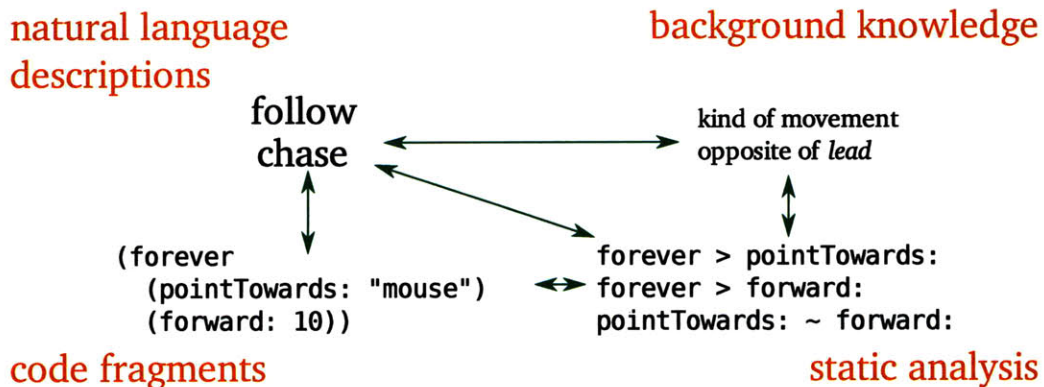 natural language
descriptions
background knowledge
follow
chase
kind of movement
opposite of lead
(forever
(pointTowards: "mouse")
(forward: 10))
forever > pointTowards:
forever > forward:
pointTowards: ~ forward:
code fragments
static analysis